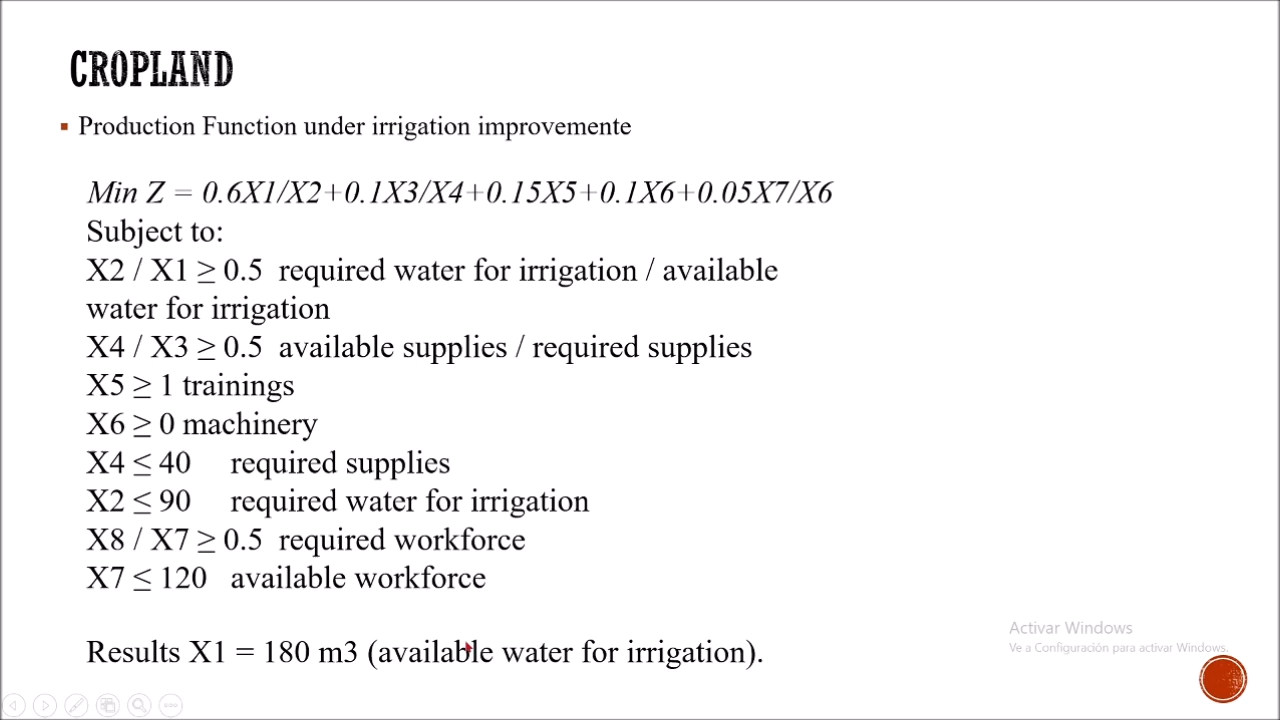 CROPLAND
▪ Production Function under irrigation improvemente
Min Z = 0.6X1/X2+0.1X3/X4+0.15X5+0.1X6+0.05X7/X6
Subject to:
X2 / X1 ≥ 0.5 required water for irrigation / available
water for irrigation
X4 / X3 ≥ 0.5 available supplies / required supplies
X5 ≥ 1 trainings
X6 ≥ 0 machinery
X4 ≤ 40 required supplies
X2 ≤ 90 required water for irrigation
X8 / X7 ≥ 0.5 required workforce
X7 ≤ 120 available workforce
Results X1 = 180 m3 (available water for irrigation).
Activar Windows
Ve a Configuración para activar Windows.